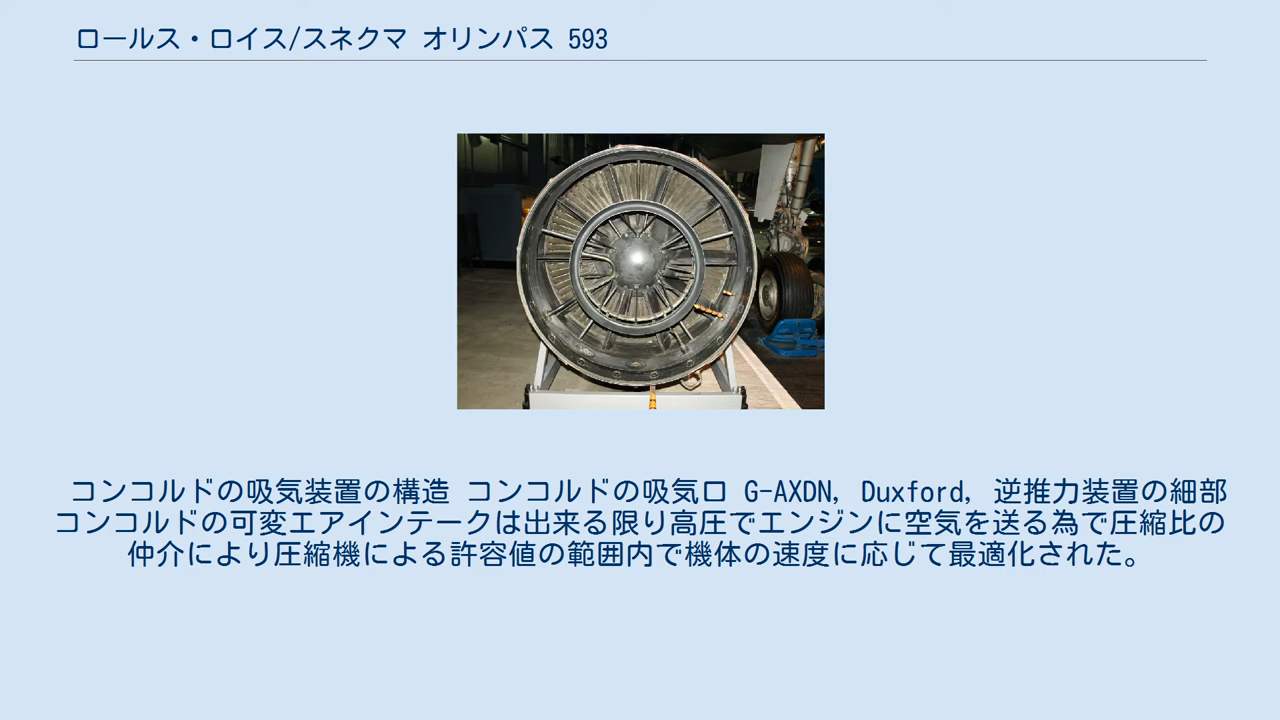 ロールス・ロイス/スネクマ オリンパス 593
コンコルドの吸気装置の構造 コンコルドの吸気口 G-AXDN, Duxford, 逆推力装置の細部
コンコルドの可変エアインテークは出来る限り高圧でエンジンに空気を送る為で圧縮比の
仲介により圧縮機による許容値の範囲内で機体の速度に応じて最適化された。